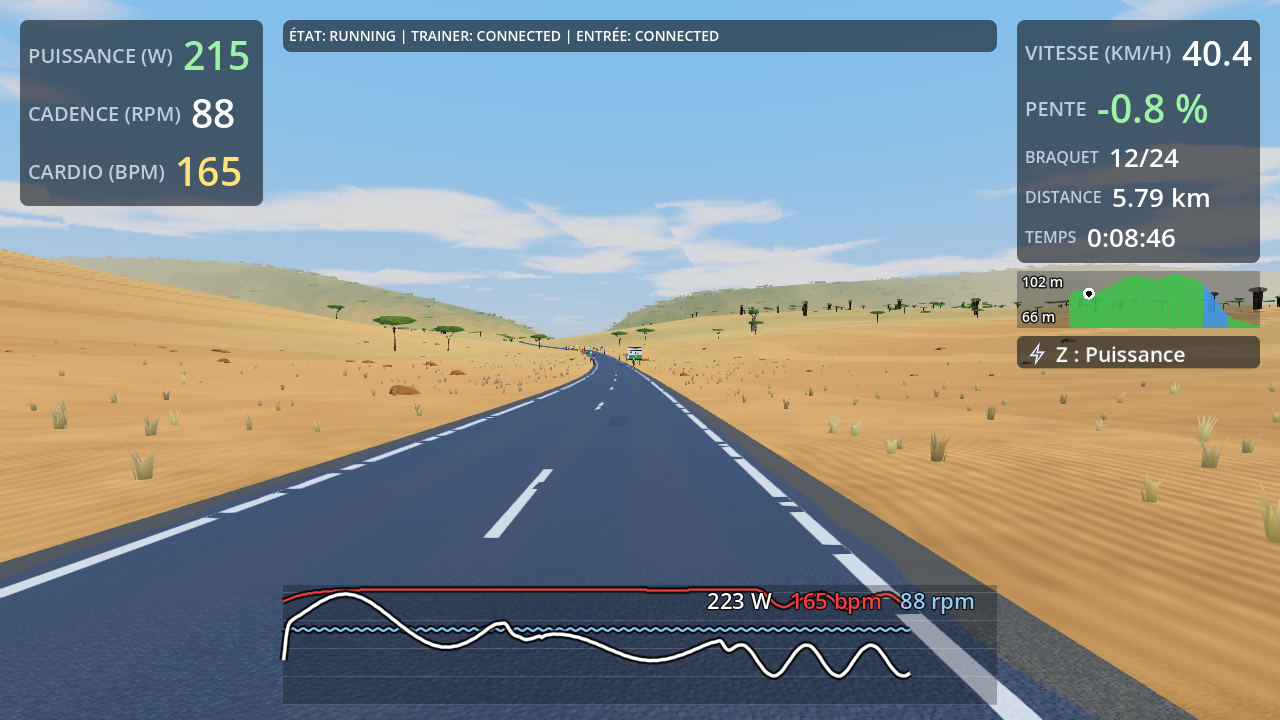 PUISSANCE (W) 215
CADENCE (RPM) 88
CARDIO (BPM) 165
ÉTAT: RUNNING | TRAINER: CONNECTED | ENTRÉE: CONNECTED
VITESSE (KM/H) 40.4
PENTE -0.8 %
BRAQUET 12/24
DISTANCE 5.79 km
TEMPS 0:08:46
102 m
66 m
Z : Puissance
223 W 165 bpm 88 rpm